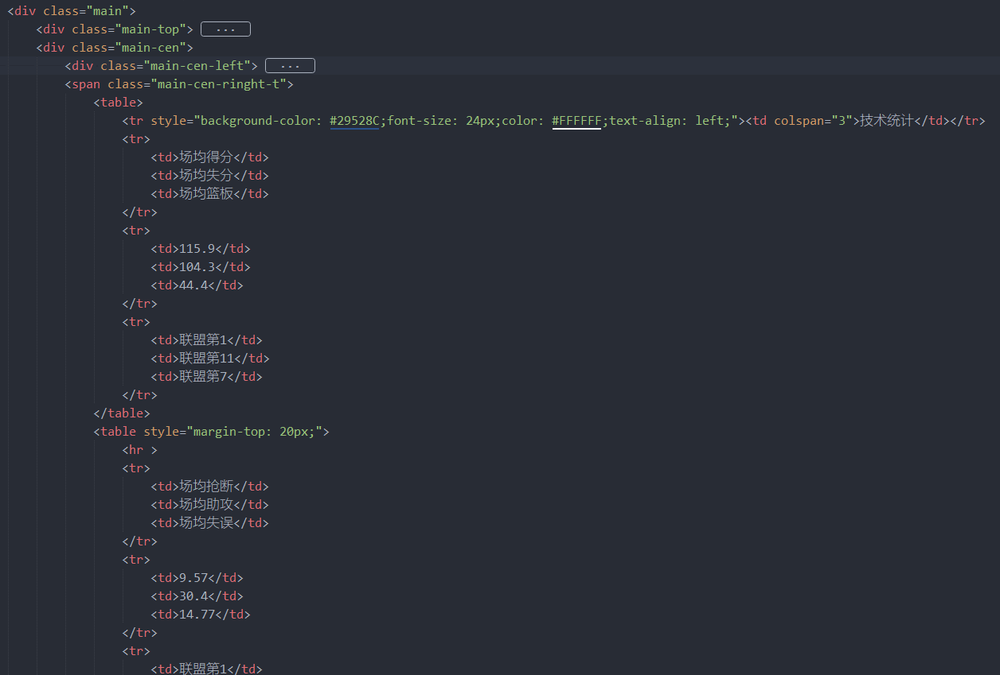 <div class="main">
<div class="main-top"> ...
<div class="main-cen">
<div class="main-cen-left"> ...
<span class="main-cen-ringht-t">
<table>
<tr style="background-color: #29528C;font-size: 24px;color: #FFFFFF;text-align: left;"><td colspan="3">技术统计</td></tr>
<tr>
<td>场均得分</td>
<td>场均失分</td>
<td>场均篮板</td>
</tr>
<tr>
<td>115.9</td>
<td>104.3</td>
<td>44.4</td>
</tr>
<tr>
<td>联盟第1</td>
<td>联盟第11</td>
<td>联盟第7</td>
</tr>
</table>
<table style="margin-top: 20px;">
<hr >
<tr>
<td>场均抢断</td>
<td>场均助攻</td>
<td>场均失误</td>
</tr>
<tr>
<td>9.57</td>
<td>30.4</td>
<td>14.77</td>
</tr>
<tr>
<td>联盟第1</td>